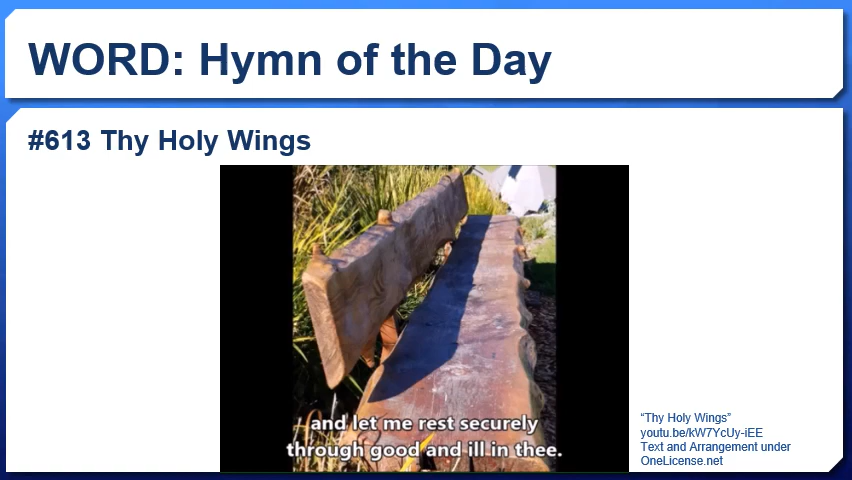 WORD: Hymn of the Day
#613 Thy Holy Wings
and let me rest securely
through good and ill in thee.
“Thy Holy Wings”
youtu.be/kW7YcUy-iEE
Text and Arrangement under
OneLicense.net